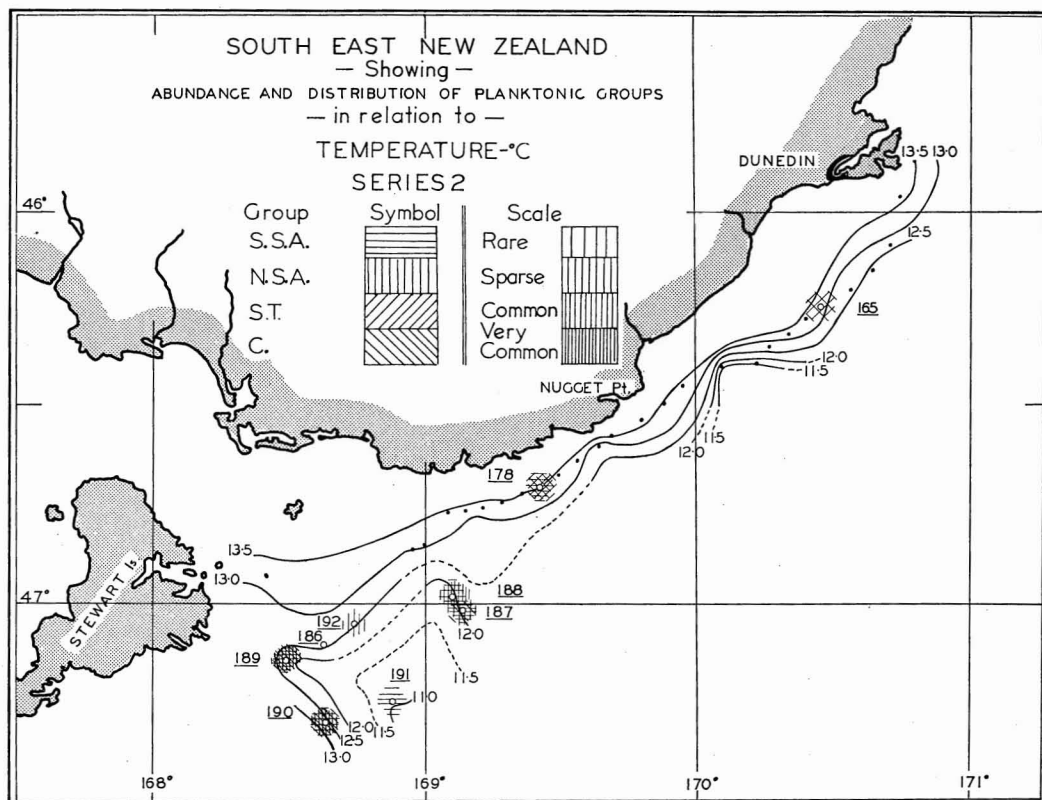 SOUTH EAST NEW ZEALAND
— Showing —
ABUNDANCE AND DISTRIBUTION OF PLANKTONIC GROUPS
— in relation to —
TEMPERATURE-°C
SERIES 2
Group Symbol Scale
S.S.A. Rare
N.S.A. Sparse
S.T. Common
C. Very Common
DUNEDIN
13.5 13.0
46°
12.5
165
12.0
11.5
NUGGET Pt.
11.5
12.0
178
13.5
13.0
STEWART Is.
47°
188
187
192
12.0
186
189
191
11.5
11.0
190
12.0
11.5
12.5
13.0
168° 169° 170° 171°